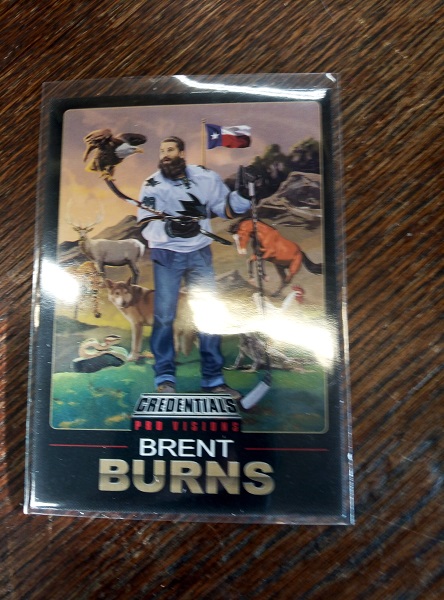 CREDENTIALS
PRO VISIONS
BRENT
BURNS